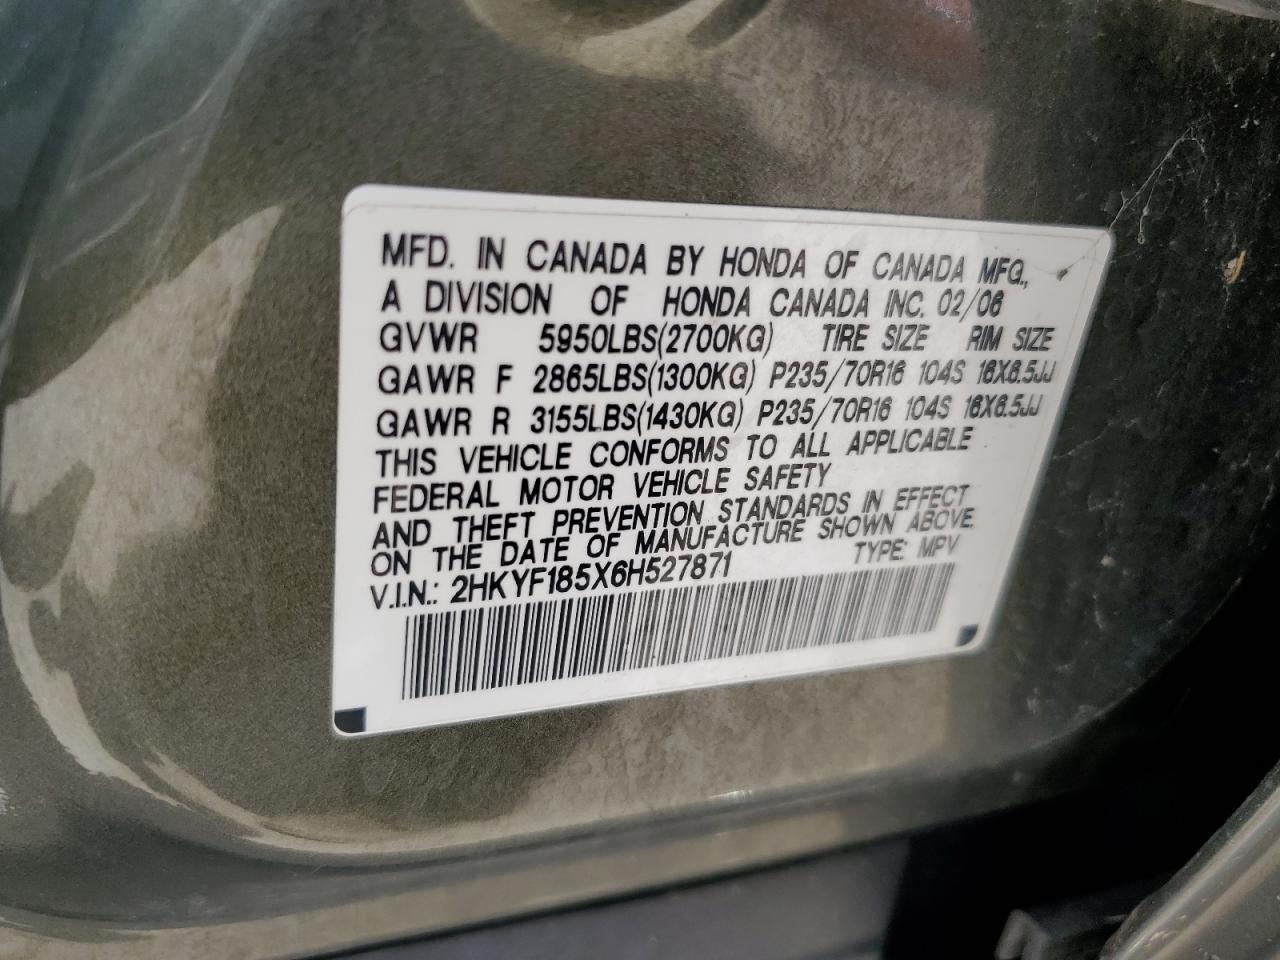 MFD. IN CANADA BY HONDA OF CANADA MFG.,
A DIVISION OF HONDA CANADA INC. 02/06
GVWR 5950LBS(2700KG) TIRE SIZE RIM SIZE
GAWR F 2865LBS(1300KG) P235/70R16 104S 16X6.5JJ
GAWR R 3155LBS(1430KG) P235/70R16 104S 16X6.5JJ
THIS VEHICLE CONFORMS TO ALL APPLICABLE
FEDERAL MOTOR VEHICLE SAFETY
AND THEFT PREVENTION STANDARDS IN EFFECT
ON THE DATE OF MANUFACTURE SHOWN ABOVE.
V.I.N.: 2HKYF185X6H527871 TYPE: MPV